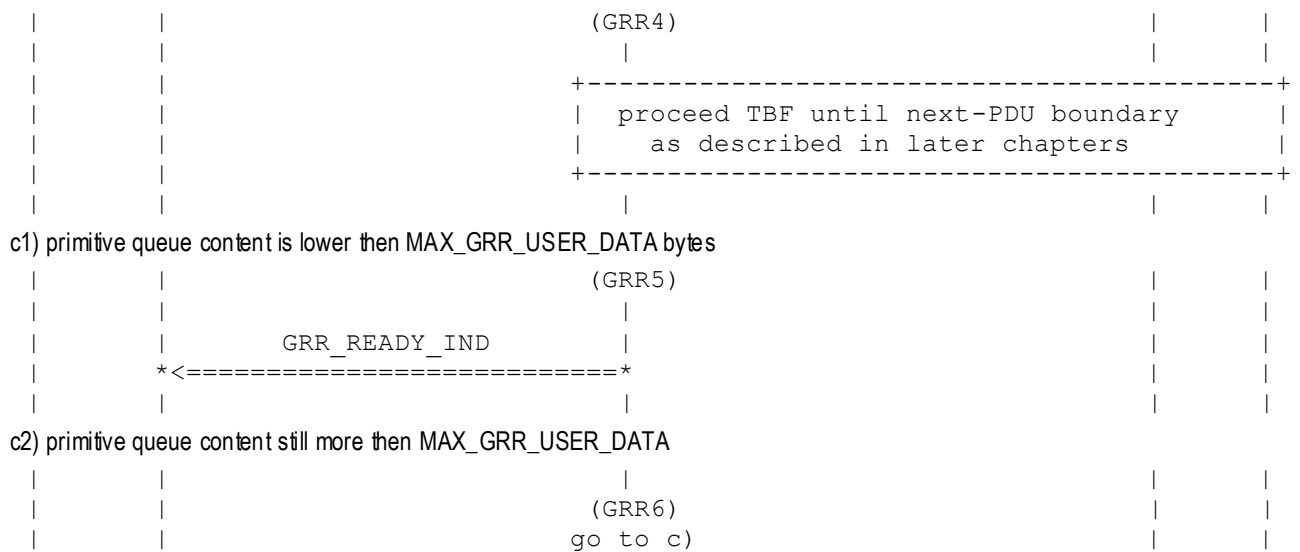 (GRR4)
proceed TBF until next-PDU boundary
as described in later chapters
c1) primitive queue content is lower then MAX_GRR_USER_DATA bytes
(GRR5)
GRR_READY_IND
*<===========================*
c2) primitive queue content still more then MAX_GRR_USER_DATA
(GRR6)
go to c)